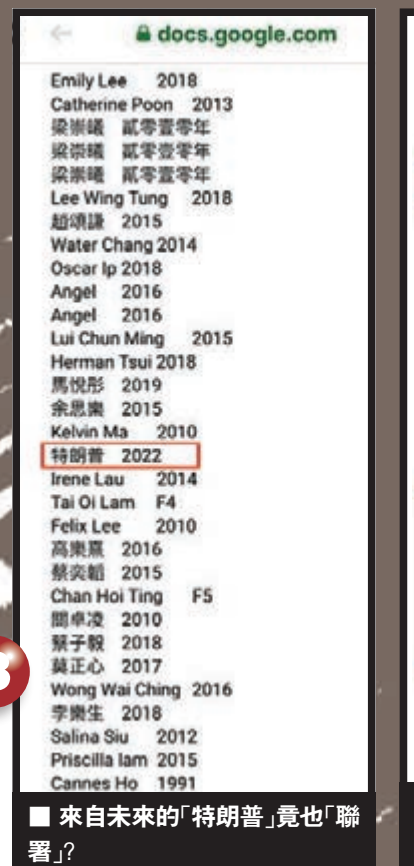 docs.google.com
Emily Lee 2018
Catherine Poon 2013
梁崇曦 貳零壹零年
梁崇曦 貳零壹零年
梁崇曦 貳零壹零年
Lee Wing Tung 2018
趙頌謙 2015
Water Chang 2014
Oscar Ip 2018
Angel 2016
Angel 2016
Lui Chun Ming 2015
Herman Tsui 2018
馬悅彤 2019
余思樂 2015
Kelvin Ma 2010
特朗普 2022
Irene Lau 2014
Tai Oi Lam F4
Felix Lee 2010
高樂熹 2016
蔡奕韜 2015
Chan Hoi Ting F5
關卓凌 2010
蔡子毅 2018
莫正心 2017
Wong Wai Ching 2016
李樂生 2018
Salina Siu 2012
Priscilla lam 2015
Cannes Ho 1991
■ 來自未來的「特朗普」竟也「聯
署」?